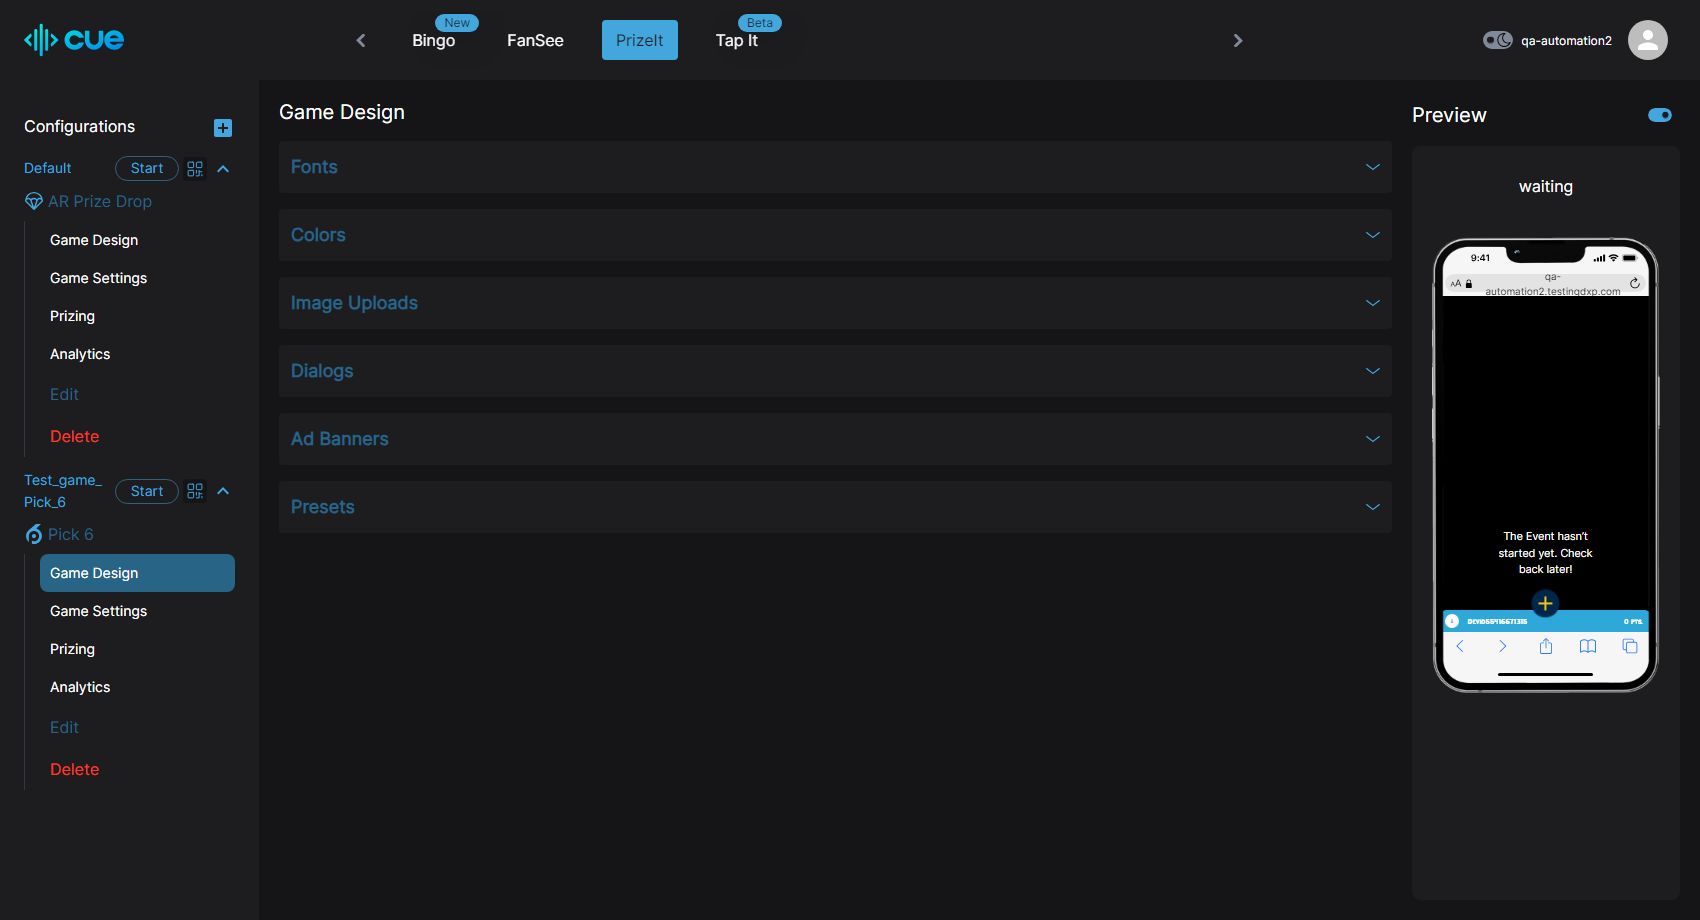 cue
New
Bingo
FanSee
PrizeIt
Beta
Tap It
qa-automation2
Configurations
Default
Start
AR Prize Drop
Game Design
Game Settings
Prizing
Analytics
Edit
Delete
Test_game_
Pick_6
Start
Pick 6
Game Design
Game Settings
Prizing
Analytics
Edit
Delete
Game Design
Fonts
Colors
Image Uploads
Dialogs
Ad Banners
Presets
Preview
waiting
9:41
AA
qa-
automation2.testingdxp.com
The Event hasn't
started yet. Check
back later!
0 PTS.